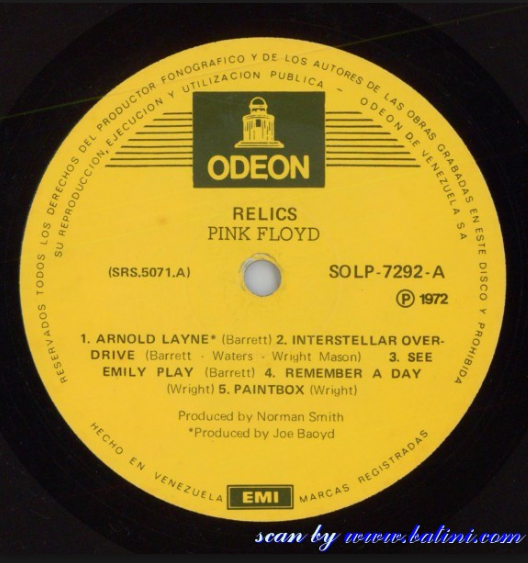 RESERVADOS TODOS LOS DERECHOS DEL PRODUCTOR FONOGRAFICO Y DE LOS AUTORES DE LAS OBRAS GRABADAS EN ESTE DISCO Y PROHIBIDA
SU REPRODUCCION, EJECUCION Y UTILIZACION PUBLICA - ODEON DE VENEZUELA S A
ODEON
RELICS
PINK FLOYD
(SRS.5071.A)
SOLP-7292-A
Ⓟ 1972
1. ARNOLD LAYNE* (Barrett) 2. INTERSTELLAR OVER-
DRIVE (Barrett - Waters - Wright Mason) 3. SEE
EMILY PLAY (Barrett) 4. REMEMBER A DAY
(Wright) 5. PAINTBOX (Wright)
Produced by Norman Smith
*Produced by Joe Baoyd
HECHO EN VENEZUELA EMI MARCAS REGISTRADAS
scan by www.batini.com